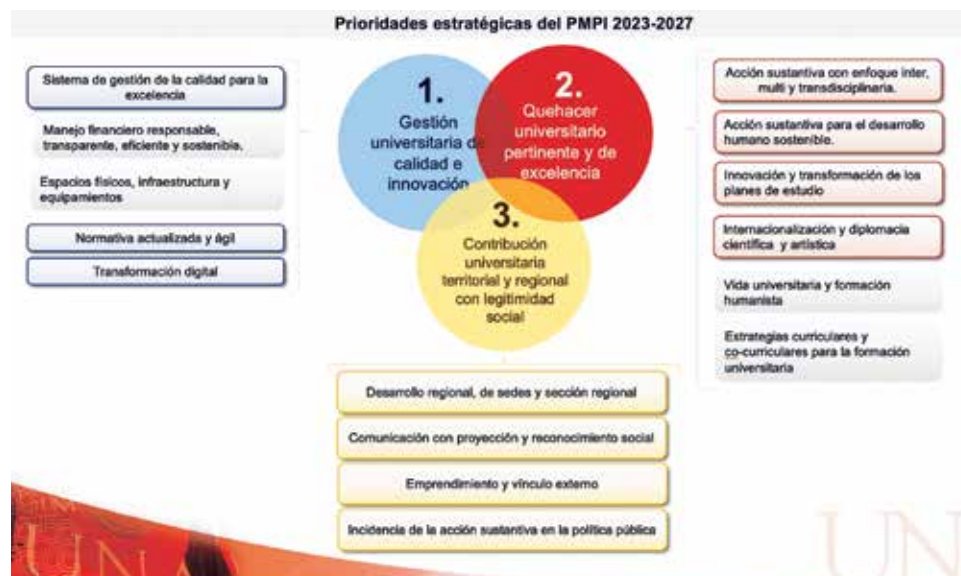 Prioridades estratégicas del PMPI 2023-2027
Sistema de gestión de la calidad para la
excelencia
Manejo financiero responsable,
transparente, eficiente y sostenible.
Espacios físicos, infraestructura y
equipamientos
Normativa actualizada y ágil
Transformación digital
1.
Gestión
universitaria de
calidad e
innovación
2.
Quehacer
universitario
pertinente y de
excelencia
3.
Contribución
universitaria
territorial y regional
con legitimidad
social
Acción sustantiva con enfoque inter,
multi y transdisciplinaria.
Acción sustantiva para el desarrollo
humano sostenible.
Innovación y transformación de los
planes de estudio
Internacionalización y diplomacia
científica y artística
Vida universitaria y formación
humanista
Estrategias curriculares y
co-curriculares para la formación
universitaria
Desarrollo regional, de sedes y sección regional
Comunicación con proyección y reconocimiento social
Emprendimiento y vínculo externo
Incidencia de la acción sustantiva en la política pública
UNA
UN